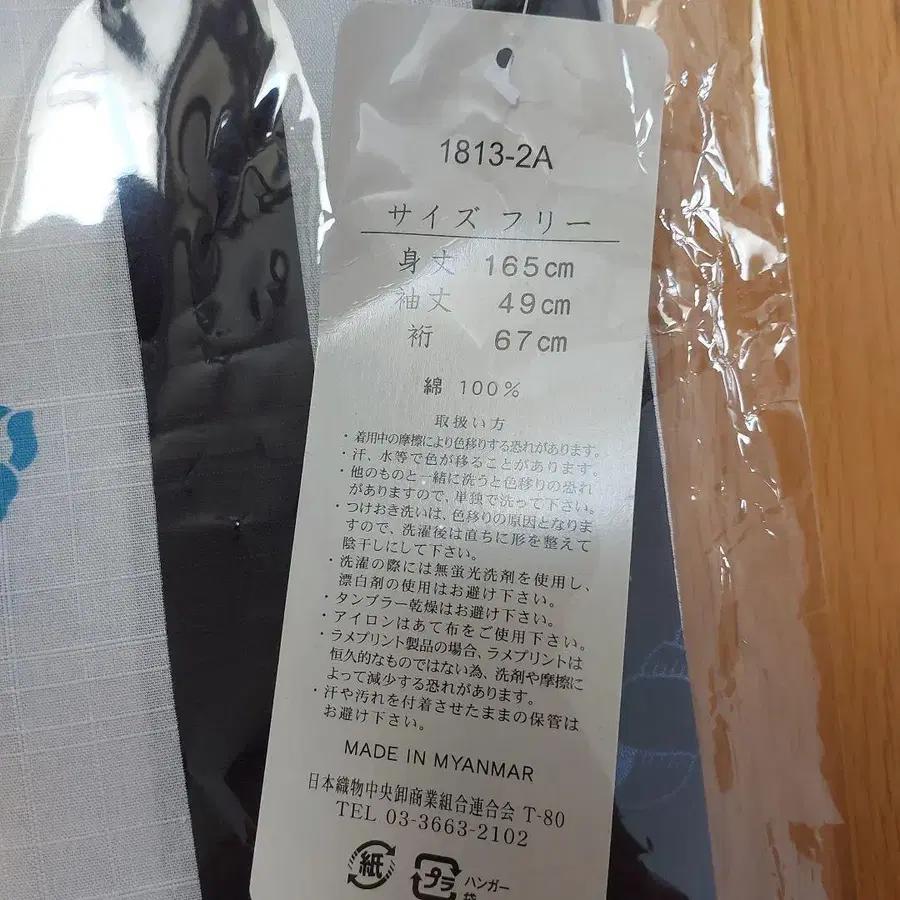 1813-2A
サイズ フリー
身丈 165cm
袖丈 49cm
裄 67cm
綿 100%
取扱い方
・着用中の摩擦により色移りする恐れがあります。
・汗、水等で色が移ることがあります。
・他のものと一緒に洗うと色移りの恐れ
がありますので、単独で洗って下さい。
・つけおき洗いは、色移りの原因となりま
すので、洗濯後は直ちに形を整えて
陰干しにして下さい。
・洗濯の際には無蛍光洗剤を使用し、
漂白剤の使用はお避け下さい。
・タンブラー乾燥はお避け下さい。
・アイロンはあて布をご使用下さい。
・ラメプリント製品の場合、ラメプリントは
恒久的なものではない為、洗剤や摩擦に
よって減少する恐れがあります。
・汗や汚れを付着させたままの保管は
お避け下さい。
MADE IN MYANMAR
日本織物中央卸商業組合連合会 T-80
TEL 03-3663-2102
紙
プラ
ハンガー
袋